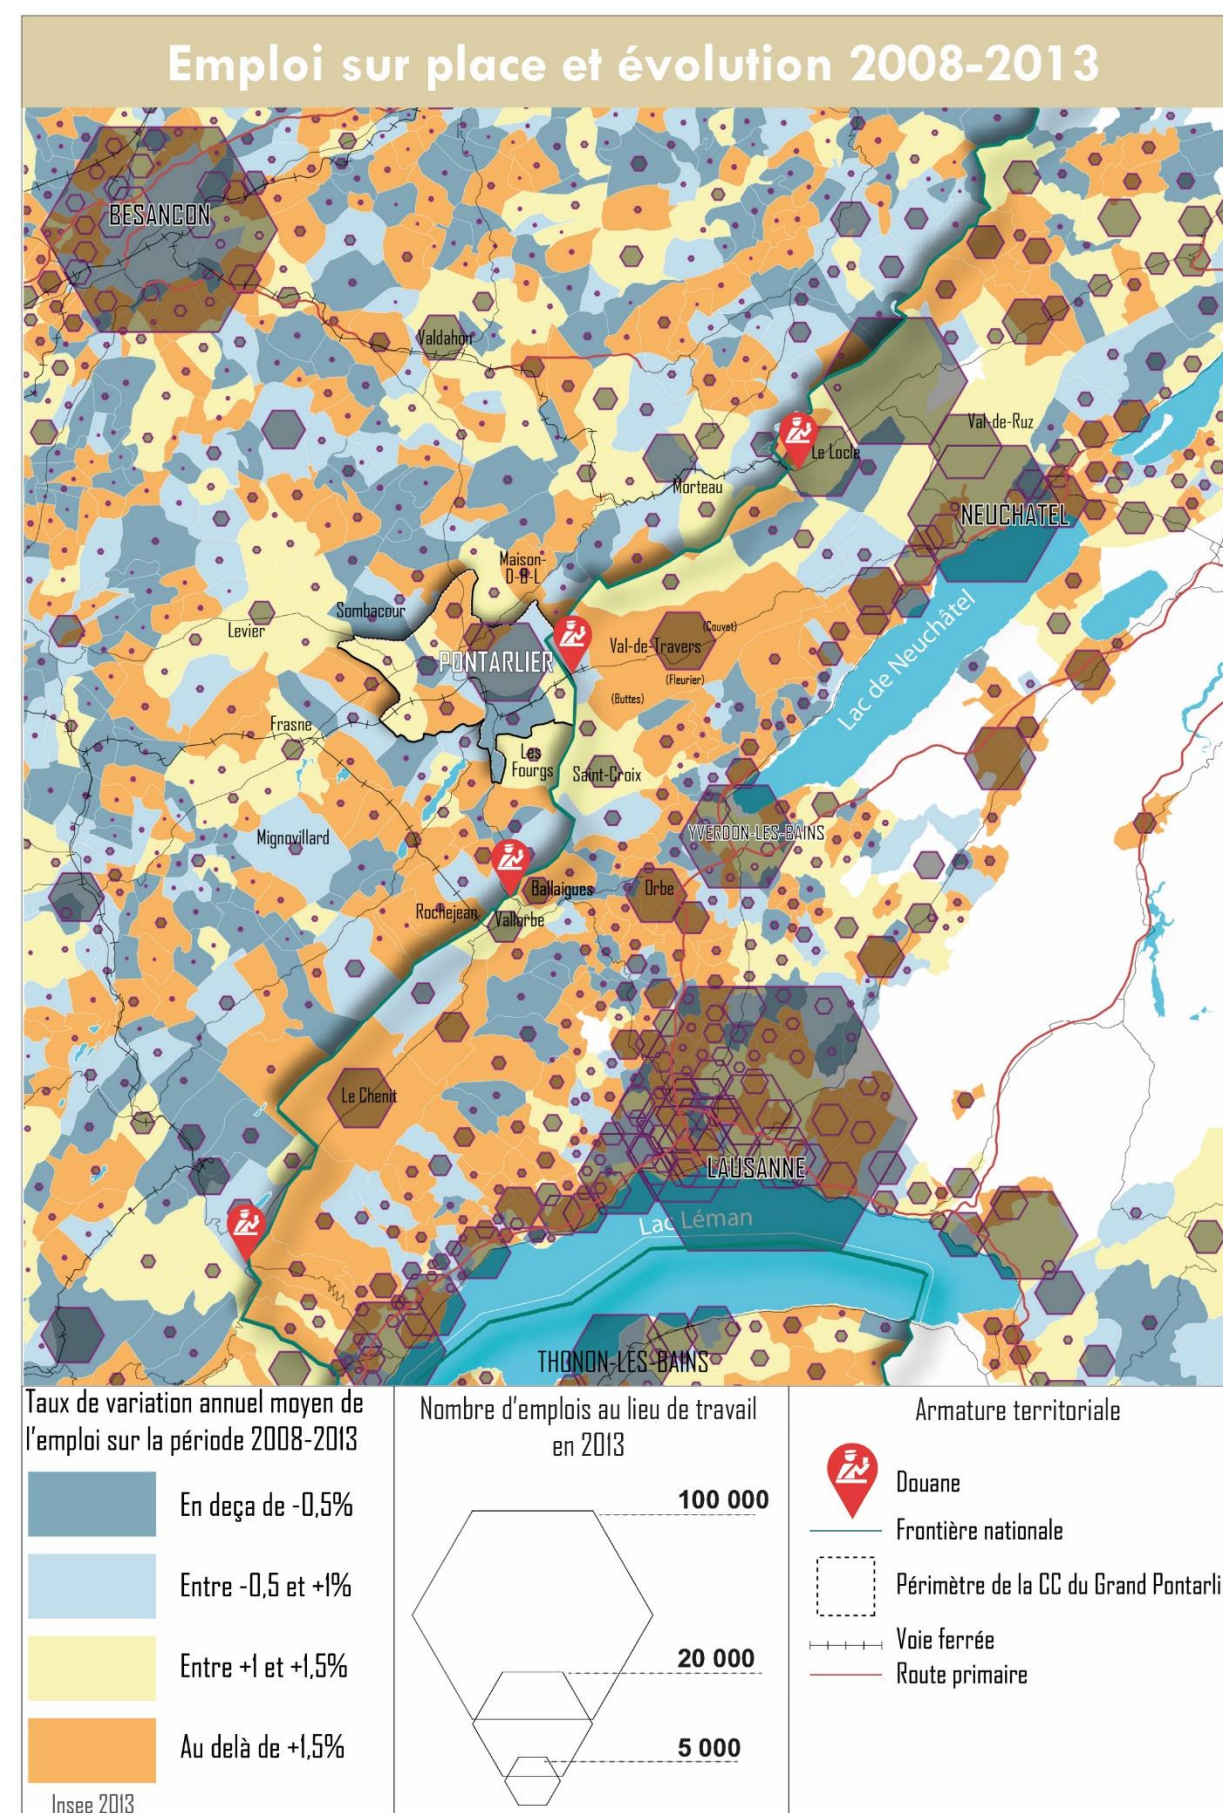 Emploi sur place et évolution 2008-2013
BESANCON
Valdahon
Val-de-Ruz
Le Locle
Morteau
NEUCHATEL
Maison-
D-B-L
Sombacour
Levier
Val-de-Travers
(Couvet)
PONTARLIER
(Fleurier)
(Buttes)
Lac de Neuchâtel
Frasne
Les
Fourgs
Saint-Croix
Mignovillard
YVERDON-LES-BAINS
Ballaigues
Orbe
Rochejean
Vallorbe
Le Chenit
LAUSANNE
Lac Léman
THONON-LES-BAINS
Taux de variation annuel moyen de
l'emploi sur la période 2008-2013
En deça de -0,5%
Entre -0,5 et +1%
Entre +1 et +1,5%
Au delà de +1,5%
Insee 2013
Nombre d'emplois au lieu de travail
en 2013
100 000
20 000
5 000
Armature territoriale
Douane
Frontière nationale
Périmètre de la CC du Grand Pontarli
Voie ferrée
Route primaire